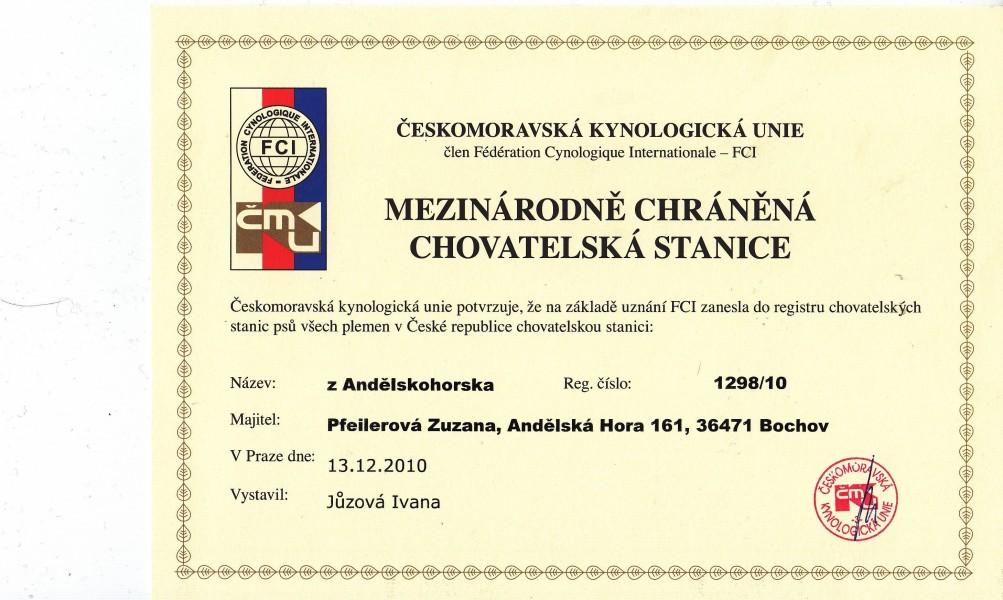 FEDERATION CYNOLOGIQUE INTERNATIONALE
FCI
ČMKU
ČESKOMORAVSKÁ KYNOLOGICKÁ UNIE
člen Fédération Cynologique Internationale – FCI
MEZINÁRODNĚ CHRÁNĚNÁ
CHOVATELSKÁ STANICE
Českomoravská kynologická unie potvrzuje, že na základě uznání FCI zanesla do registru chovatelských
stanic psů všech plemen v České republice chovatelskou stanici:
Název: z Andělskohorska Reg. číslo: 1298/10
Majitel: Pfeilerová Zuzana, Andělská Hora 161, 36471 Bochov
V Praze dne: 13.12.2010
Vystavil: Jůzová Ivana
ČESKOMORAVSKÁ
ČMKU
KYNOLOGICKÁ UNIE